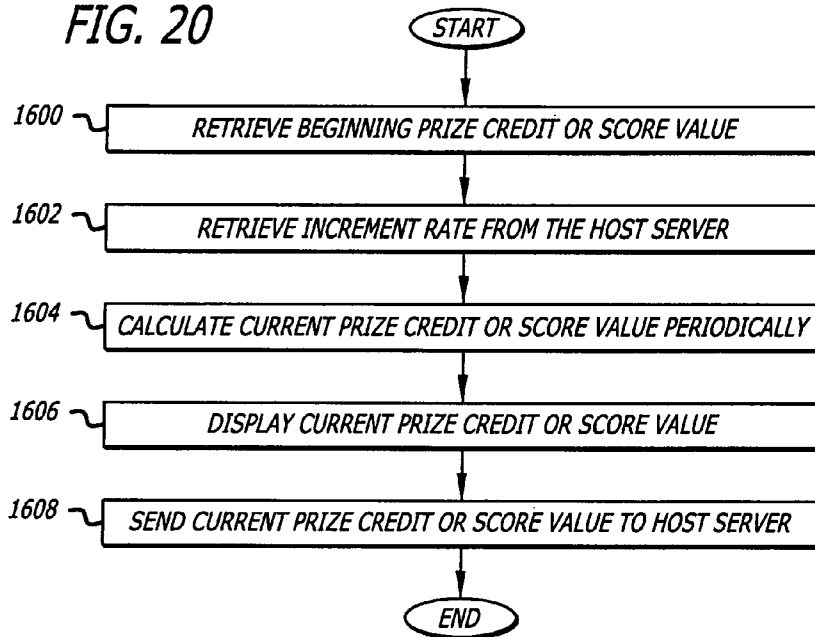 FIG. 20
START
1600 RETRIEVE BEGINNING PRIZE CREDIT OR SCORE VALUE
1602 RETRIEVE INCREMENT RATE FROM THE HOST SERVER
1604 CALCULATE CURRENT PRIZE CREDIT OR SCORE VALUE PERIODICALLY
1606 DISPLAY CURRENT PRIZE CREDIT OR SCORE VALUE
1608 SEND CURRENT PRIZE CREDIT OR SCORE VALUE TO HOST SERVER
END